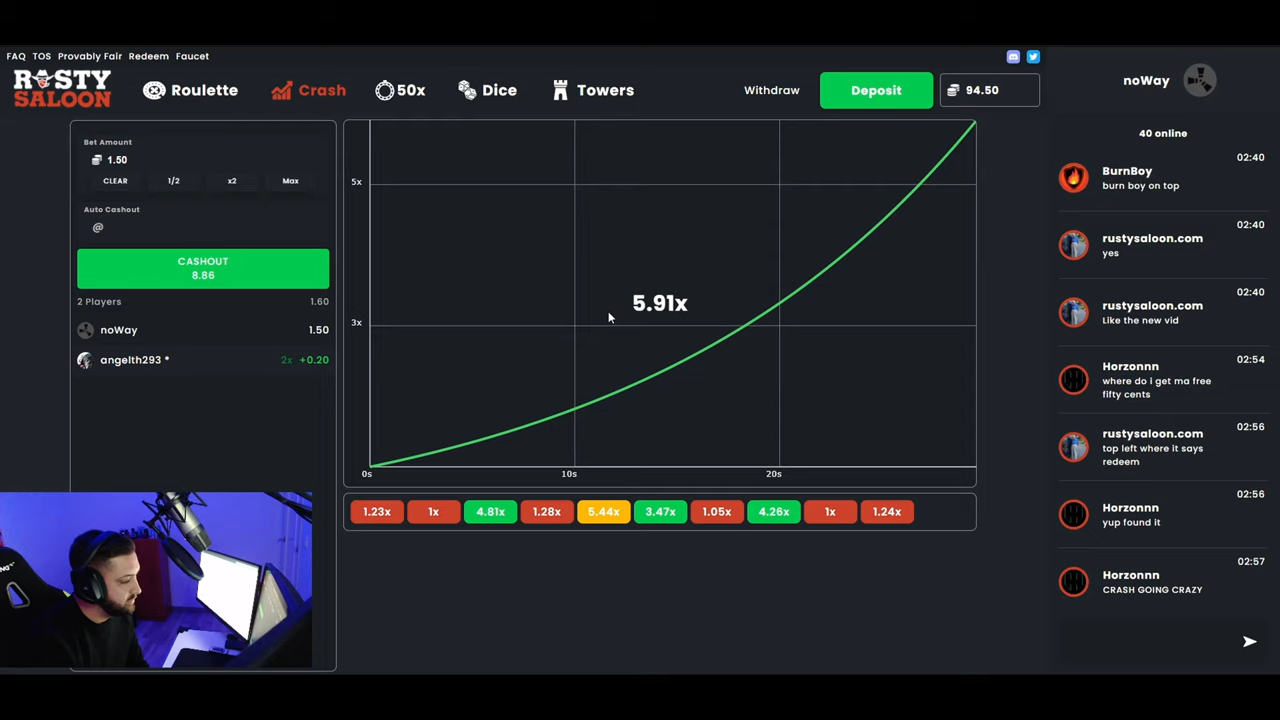 FAQ TOS Provably Fair Redeem Faucet
RUSTY
SALOON
Roulette Crash 50x Dice Towers
Withdraw Deposit 94.50
noWay
40 online
Bet Amount
1.50
CLEAR 1/2 x2 Max
Auto Cashout
@
CASHOUT
8.86
2 Players 1.60
noWay 1.50
angelth293 * 2x +0.20
5x
3x
5.91x
0s 10s 20s
1.23x 1x 4.81x 1.28x 5.44x 3.47x 1.05x 4.26x 1x 1.24x
02:40
BurnBoy
burn boy on top
02:40
rustysaloon.com
yes
02:40
rustysaloon.com
Like the new vid
02:54
Horzonnn
where do i get ma free
fifty cents
02:56
rustysaloon.com
top left where it says
redeem
02:56
Horzonnn
yup found it
02:57
Horzonnn
CRASH GOING CRAZY